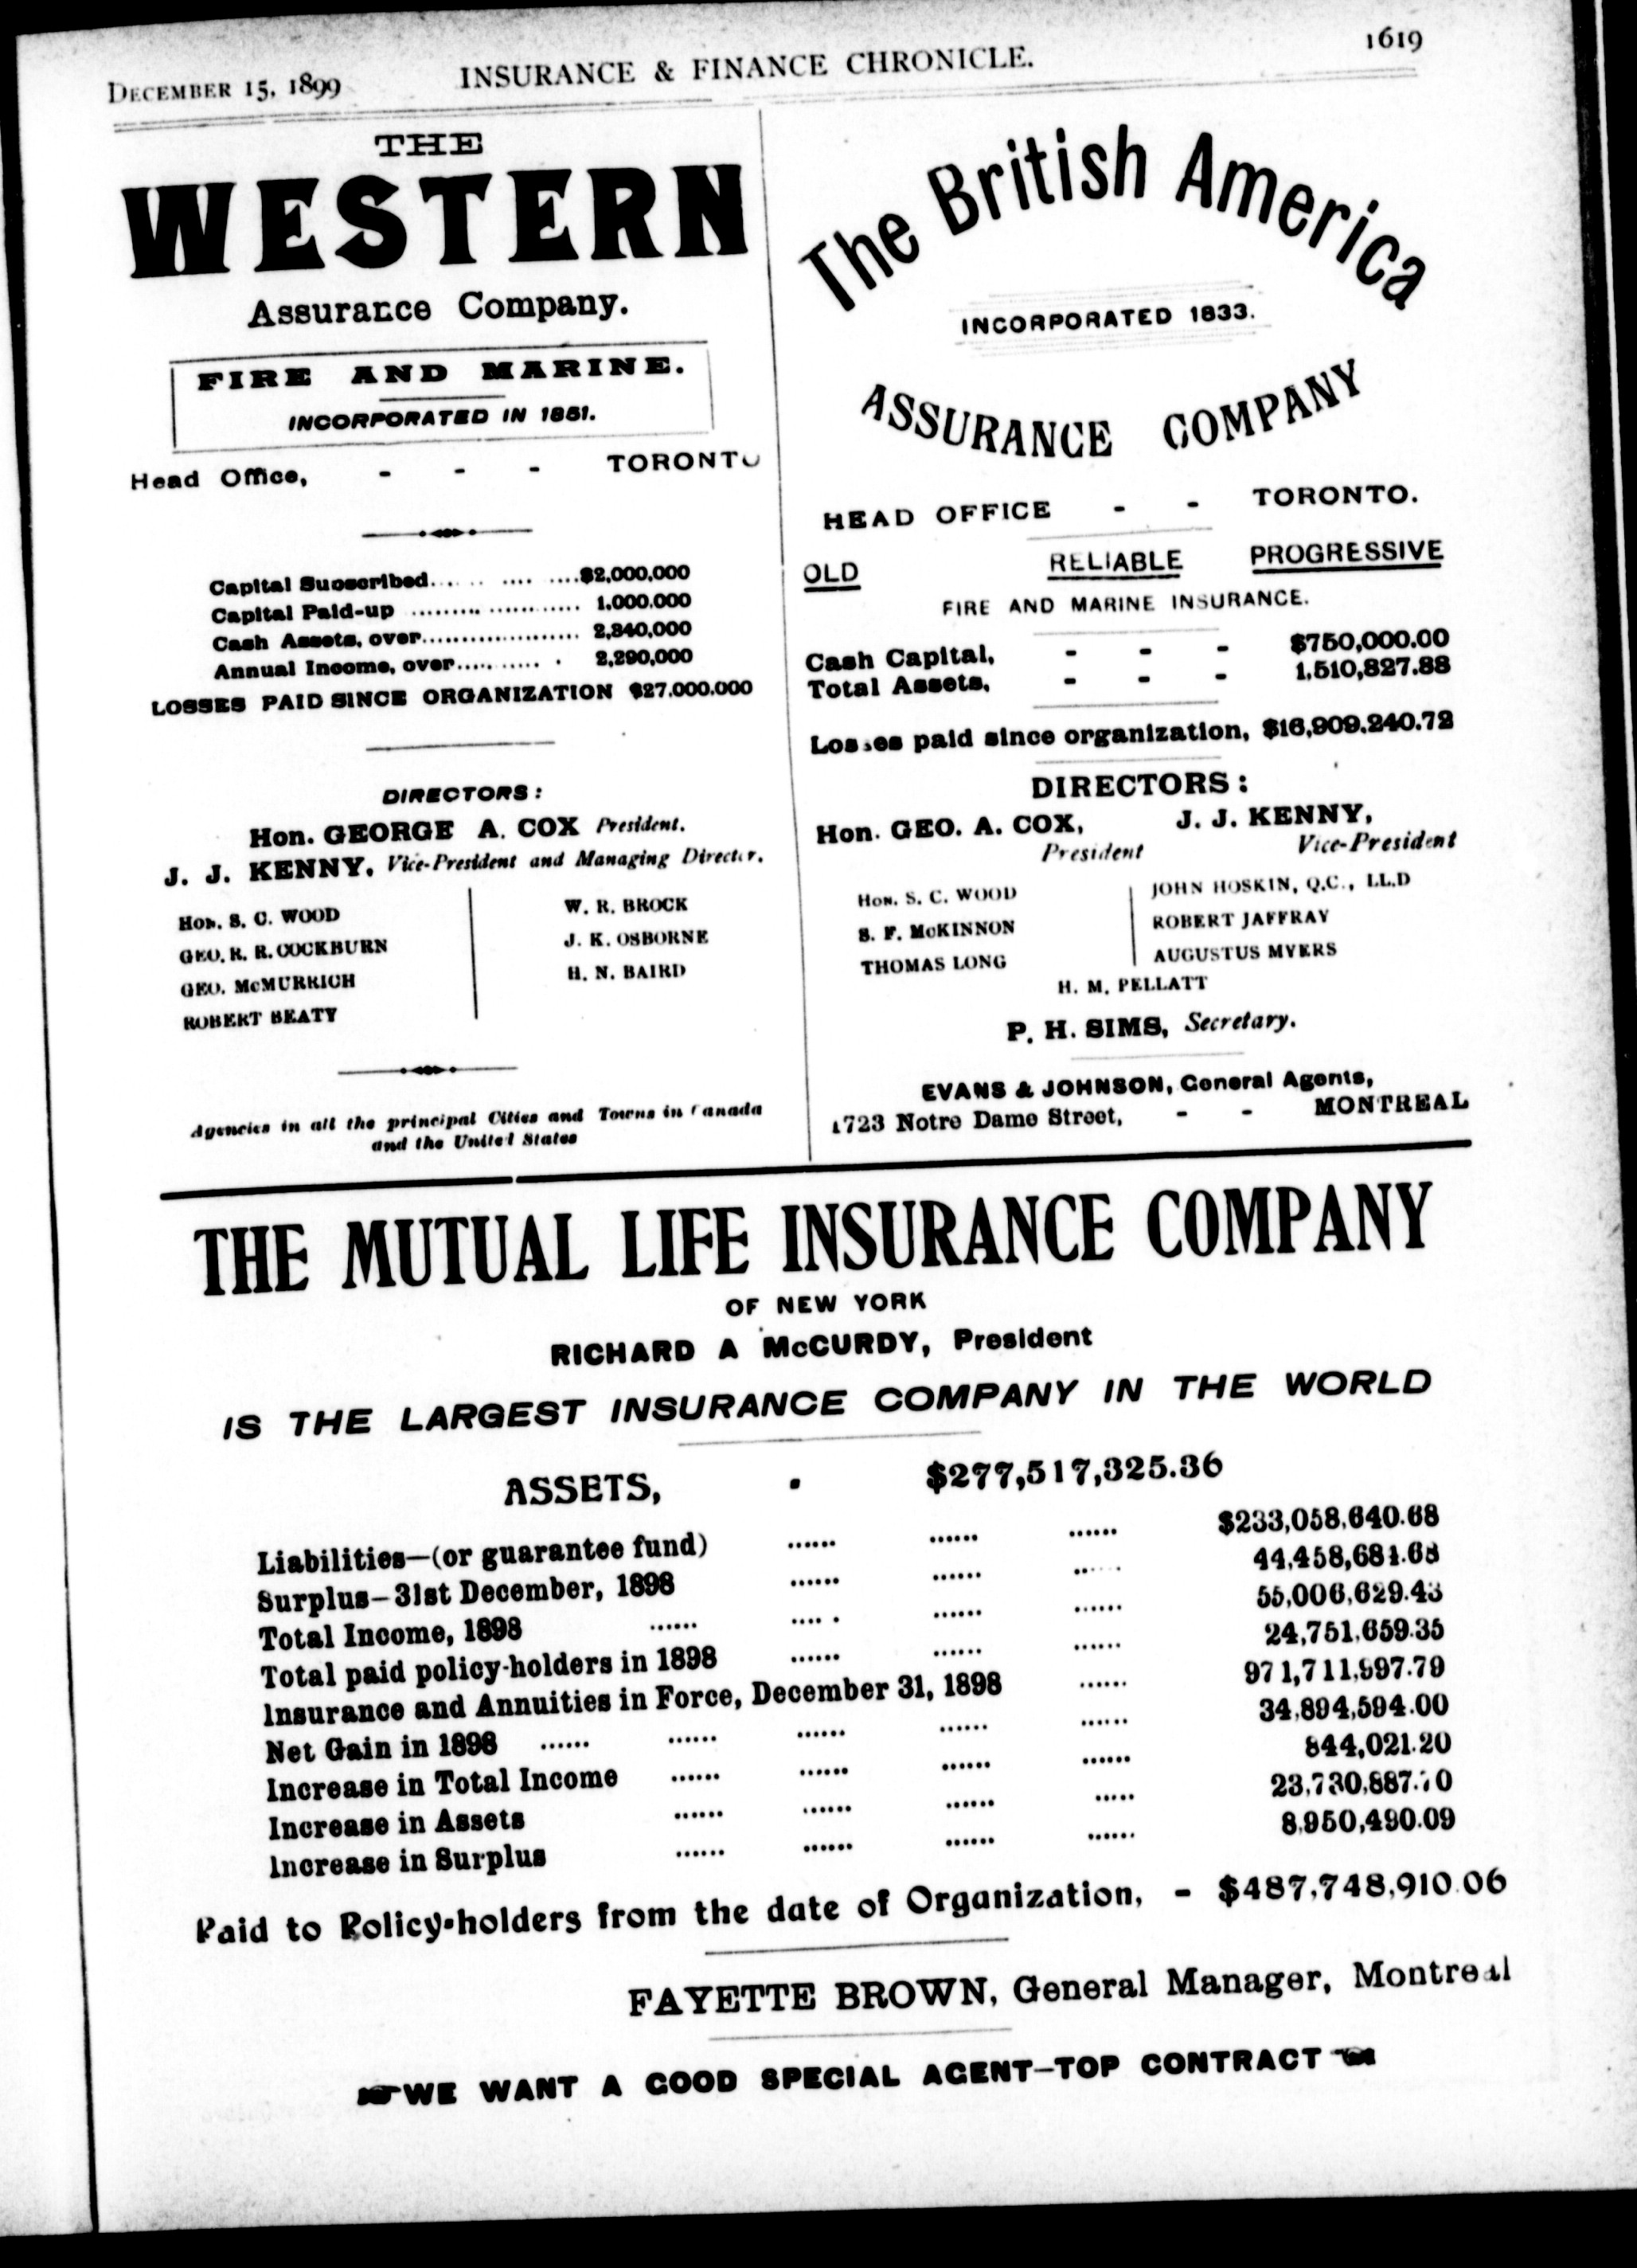 DECEMBER 15, 1899 INSURANCE & FINANCE CHRONICLE. 1619
THE
WESTERN
Assurance Company.
FIRE AND MARINE.
INCORPORATED IN 1851.
Head Office, - - - TORONTO
Capital Subscribed.... .. .... ....$2,000,000
Capital Paid-up ......... ............ 1,000,000
Cash Assets, over..................... 2,340,000
Annual Income, over..... ...... . 2,290,000
LOSSES PAID SINCE ORGANIZATION $27,000,000
DIRECTORS :
Hon. GEORGE A. COX President.
J. J. KENNY, Vice-President and Managing Director.
Hon. S. C. WOOD
GEO. R. R. COCKBURN
GEO. McMURRICH
ROBERT BEATY
W. R. BROCK
J. K. OSBORNE
H. N. BAIRD
Agencies in all the principal Cities and Towns in Canada
and the United States
The British America
INCORPORATED 1833.
ASSURANCE COMPANY
HEAD OFFICE - - TORONTO.
OLD RELIABLE PROGRESSIVE
FIRE AND MARINE INSURANCE.
Cash Capital, - - - $750,000.00
Total Assets, - - - 1,510,827.88
Losses paid since organization, $16,909,240.72
DIRECTORS :
Hon. GEO. A. COX, J. J. KENNY,
President Vice-President
Hon. S. C. WOOD
S. F. McKINNON
THOMAS LONG
JOHN HOSKIN, Q.C., LL.D
ROBERT JAFFRAY
AUGUSTUS MYERS
H. M. PELLATT
P. H. SIMS, Secretary.
EVANS & JOHNSON, General Agents,
1723 Notre Dame Street, - - MONTREAL
THE MUTUAL LIFE INSURANCE COMPANY
OF NEW YORK
RICHARD A McCURDY, President
IS THE LARGEST INSURANCE COMPANY IN THE WORLD
ASSETS, - $277,517,325.36
Liabilities—(or guarantee fund) ...... ...... ...... $233,058,640.68
Surplus—31st December, 1898 ...... ...... ...... 44,458,684.68
Total Income, 1898 ...... ...... ...... ...... 55,006,629.43
Total paid policy-holders in 1898 ...... ...... ...... 24,751,659.35
Insurance and Annuities in Force, December 31, 1898 ...... 971,711,997.79
Net Gain in 1898 ...... ...... ...... ...... ...... 34,894,594.00
Increase in Total Income ...... ...... ...... ...... 844,021.20
Increase in Assets ...... ...... ...... ..... 23,730,887.70
Increase in Surplus ...... ...... ...... ...... 8,950,490.09
Paid to Policy-holders from the date of Organization, - $487,748,910.06
FAYETTE BROWN, General Manager, Montreal
WE WANT A GOOD SPECIAL AGENT—TOP CONTRACT